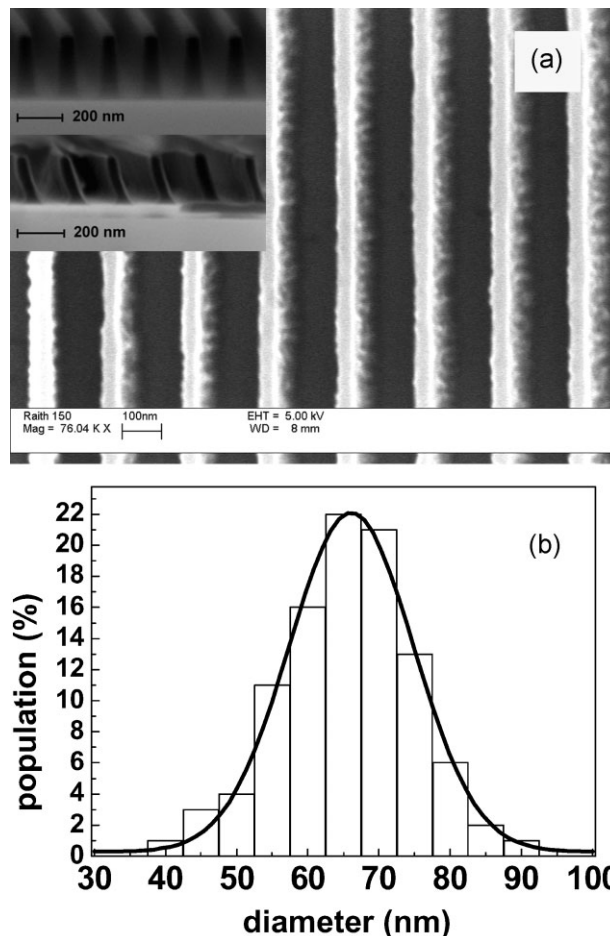 (a)
200 nm
200 nm
Raith 150 100nm EHT = 5.00 kV
Mag = 76.04 K X WD = 8 mm
(b)
population (%)
22
20
18
16
14
12
10
8
6
4
2
0
30 40 50 60 70 80 90 100
diameter (nm)